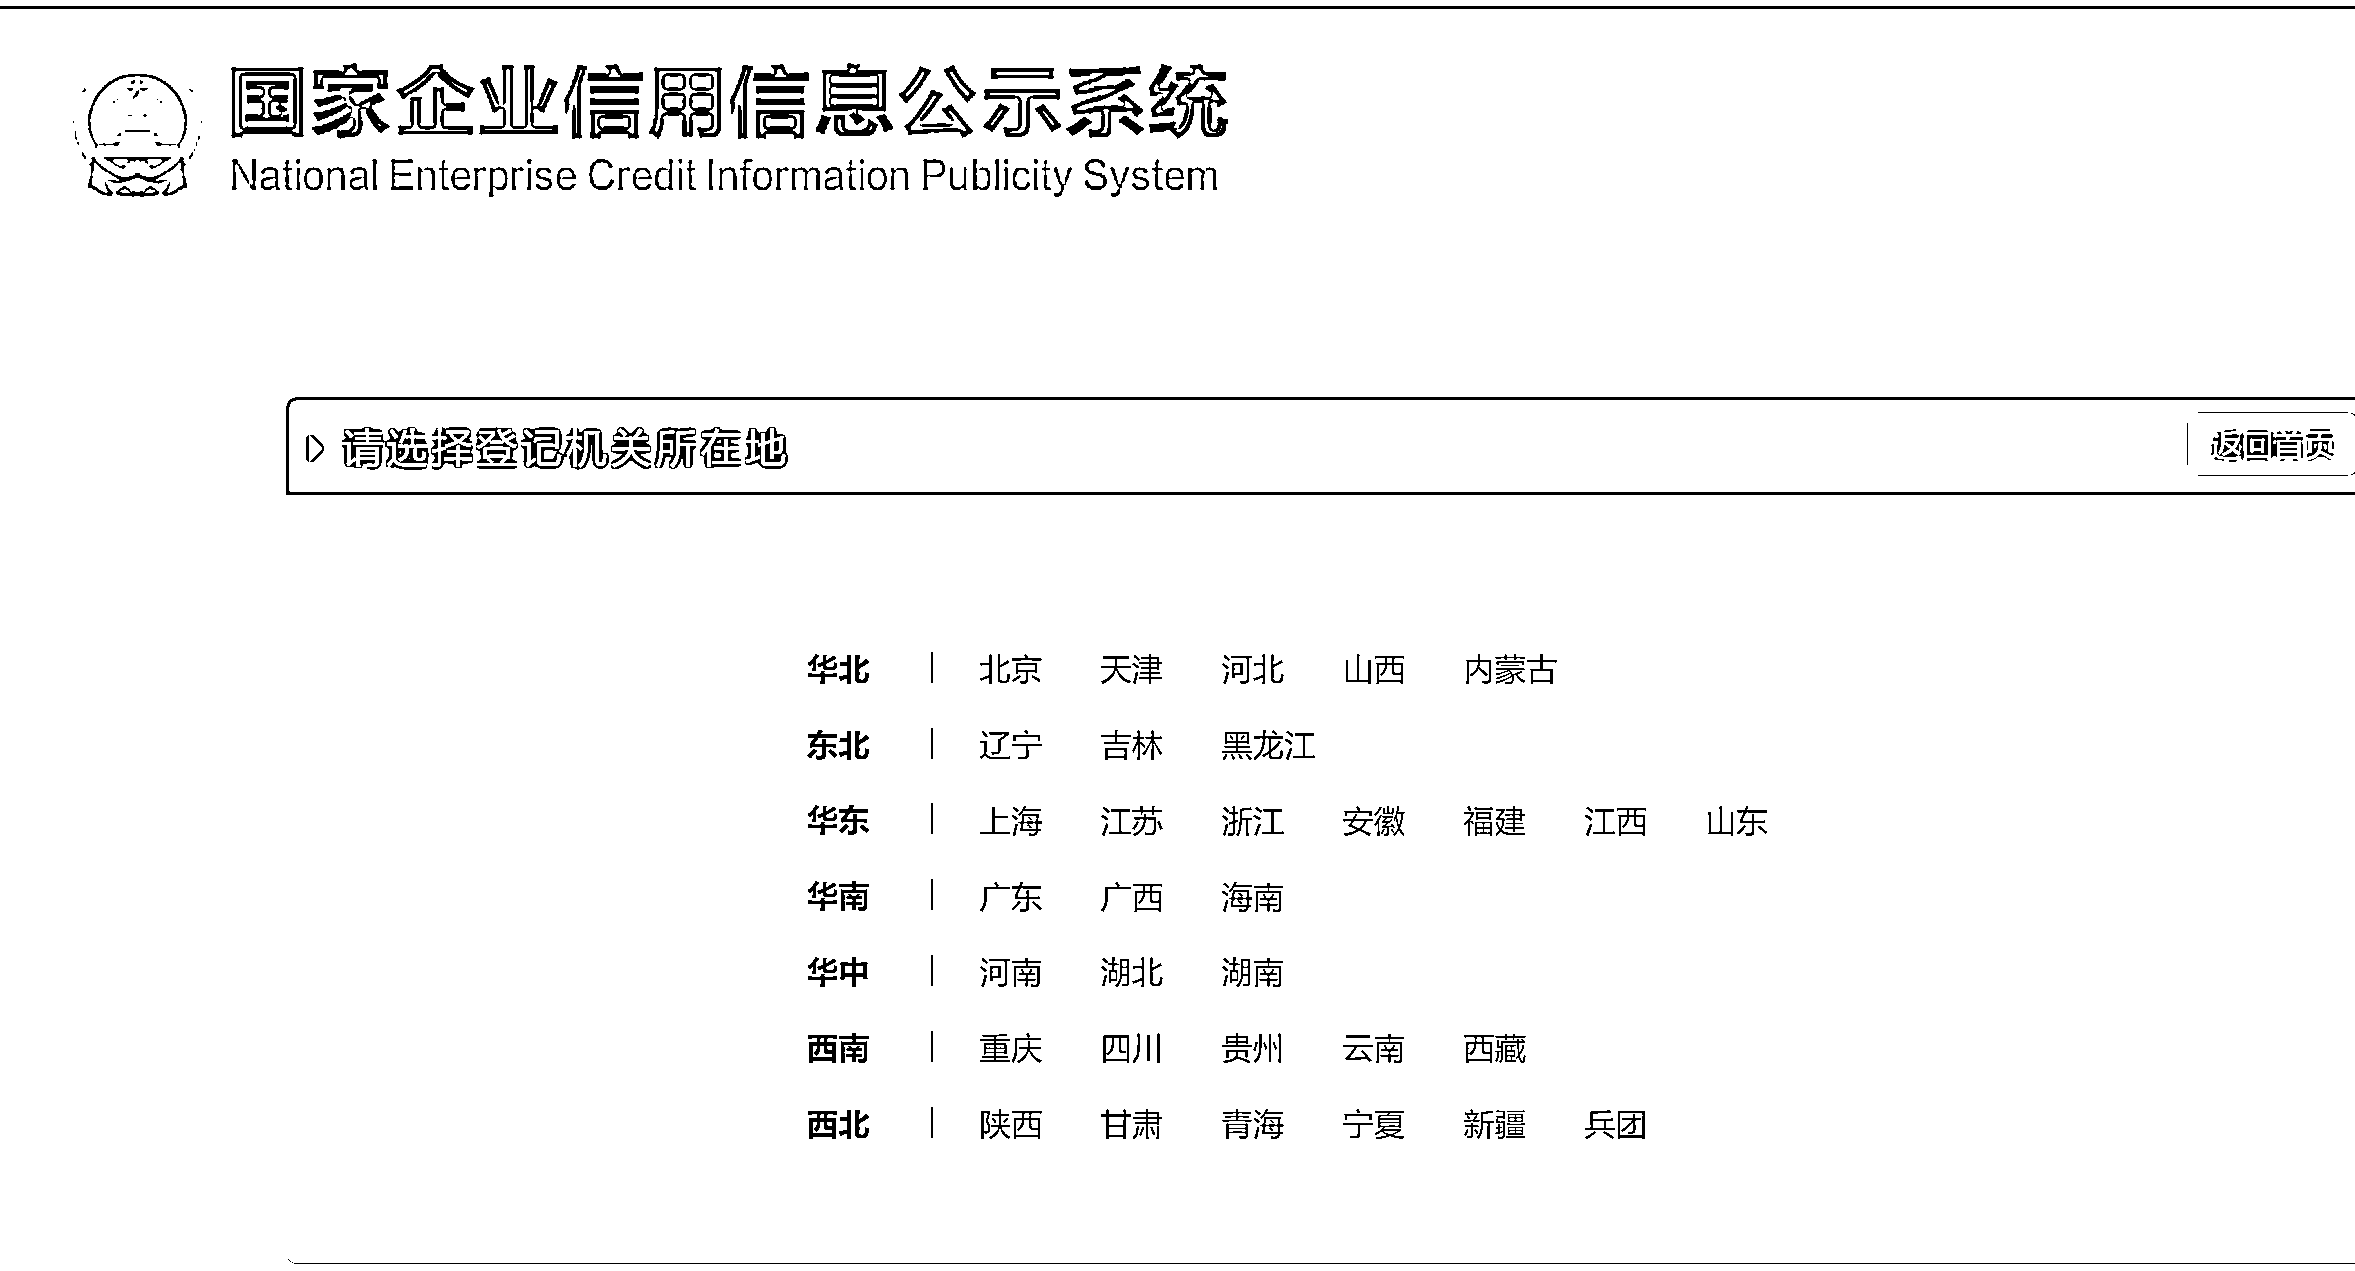 国家企业信用信息公示系统
National Enterprise Credit Information Publicity System
请选择登记机关所在地 返回首页
华北 | 北京 天津 河北 山西 内蒙古
东北 | 辽宁 吉林 黑龙江
华东 | 上海 江苏 浙江 安徽 福建 江西 山东
华南 | 广东 广西 海南
华中 | 河南 湖北 湖南
西南 | 重庆 四川 贵州 云南 西藏
西北 | 陕西 甘肃 青海 宁夏 新疆 兵团